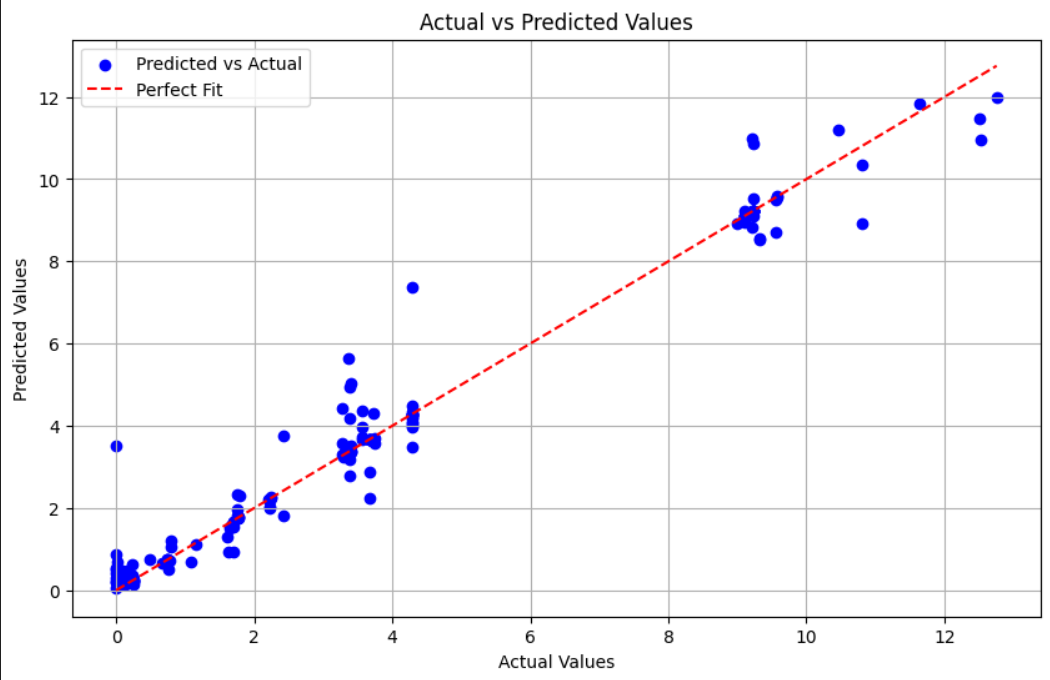 Actual vs Predicted Values
Predicted vs Actual
Perfect Fit
Predicted Values
12
10
8
6
4
2
0
0 2 4 6 8 10 12
Actual Values